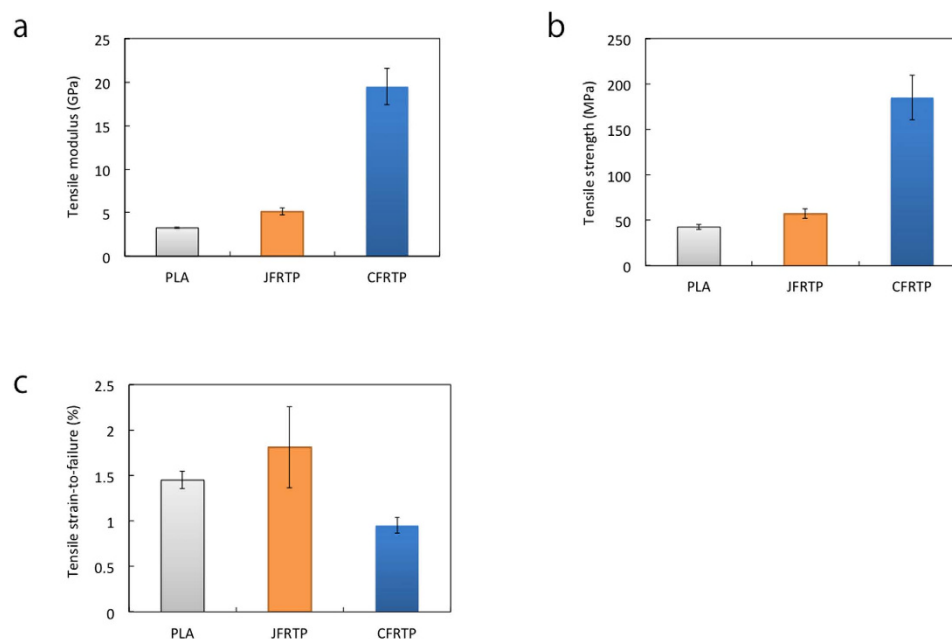 a
Tensile modulus (GPa)
25
20
15
10
5
0
PLA JFRTP CFRTP
b
Tensile strength (MPa)
250
200
150
100
50
0
PLA JFRTP CFRTP
c
Tensile strain-to-failure (%)
2.5
2
1.5
1
0.5
0
PLA JFRTP CFRTP